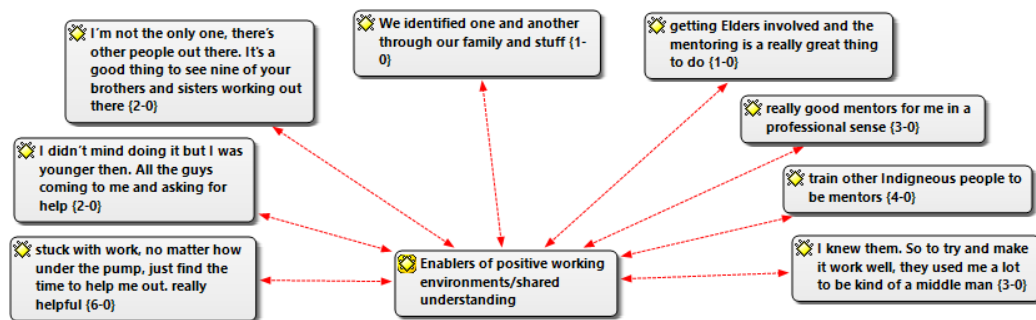 I'm not the only one, there's
other people out there. It's a
good thing to see nine of your
brothers and sisters working out
there {2-0}
We identified one and another
through our family and stuff {1-
0}
getting Elders involved and the
mentoring is a really great thing
to do {1-0}
really good mentors for me in a
professional sense {3-0}
I didn't mind doing it but I was
younger then. All the guys
coming to me and asking for
help {2-0}
train other Indigneous people to
be mentors {4-0}
stuck with work, no matter how
under the pump, just find the
time to help me out. really
helpful {6-0}
Enablers of positive working
environments/shared
understanding
I knew them. So to try and make
it work well, they used me a lot
to be kind of a middle man {3-0}